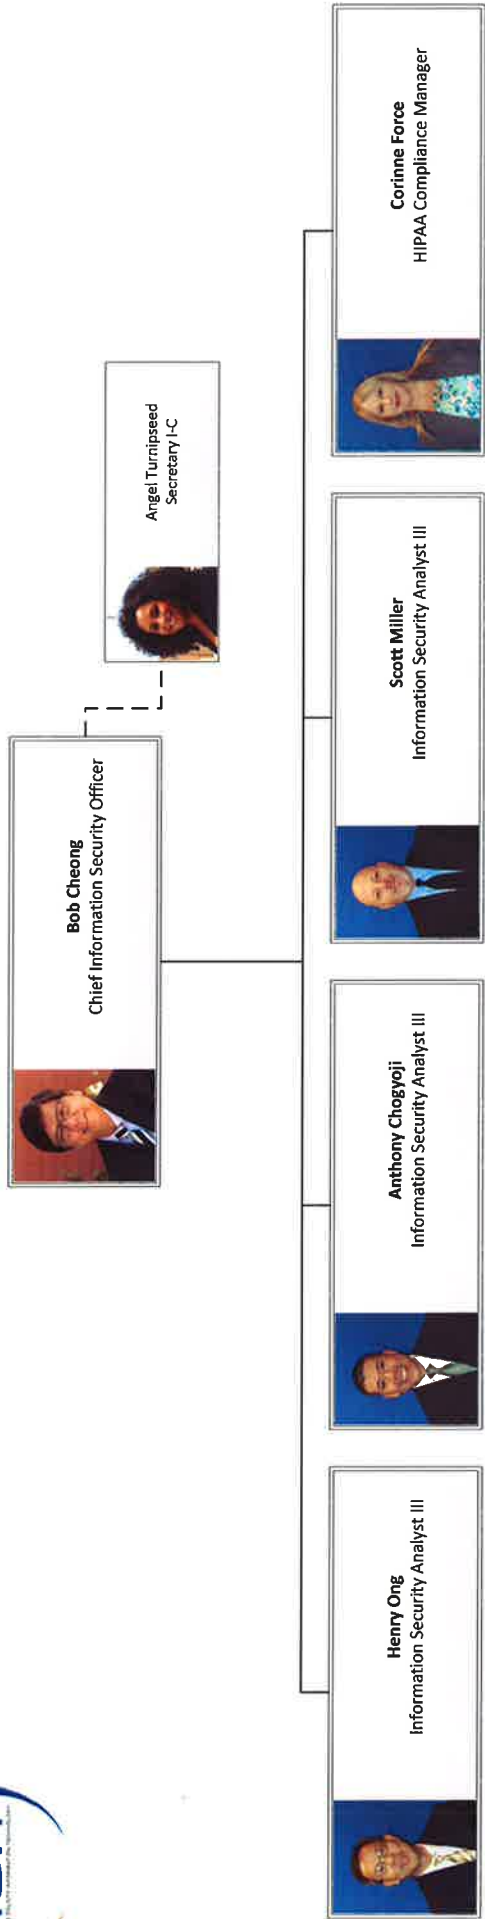 Bob Cheong
Chief Information Security Officer
Angel Turnipseed
Secretary I-C
Henry Ong
Information Security Analyst III
Anthony Chogyoji
Information Security Analyst III
Scott Miller
Information Security Analyst III
Corinne Force
HIPAA Compliance Manager